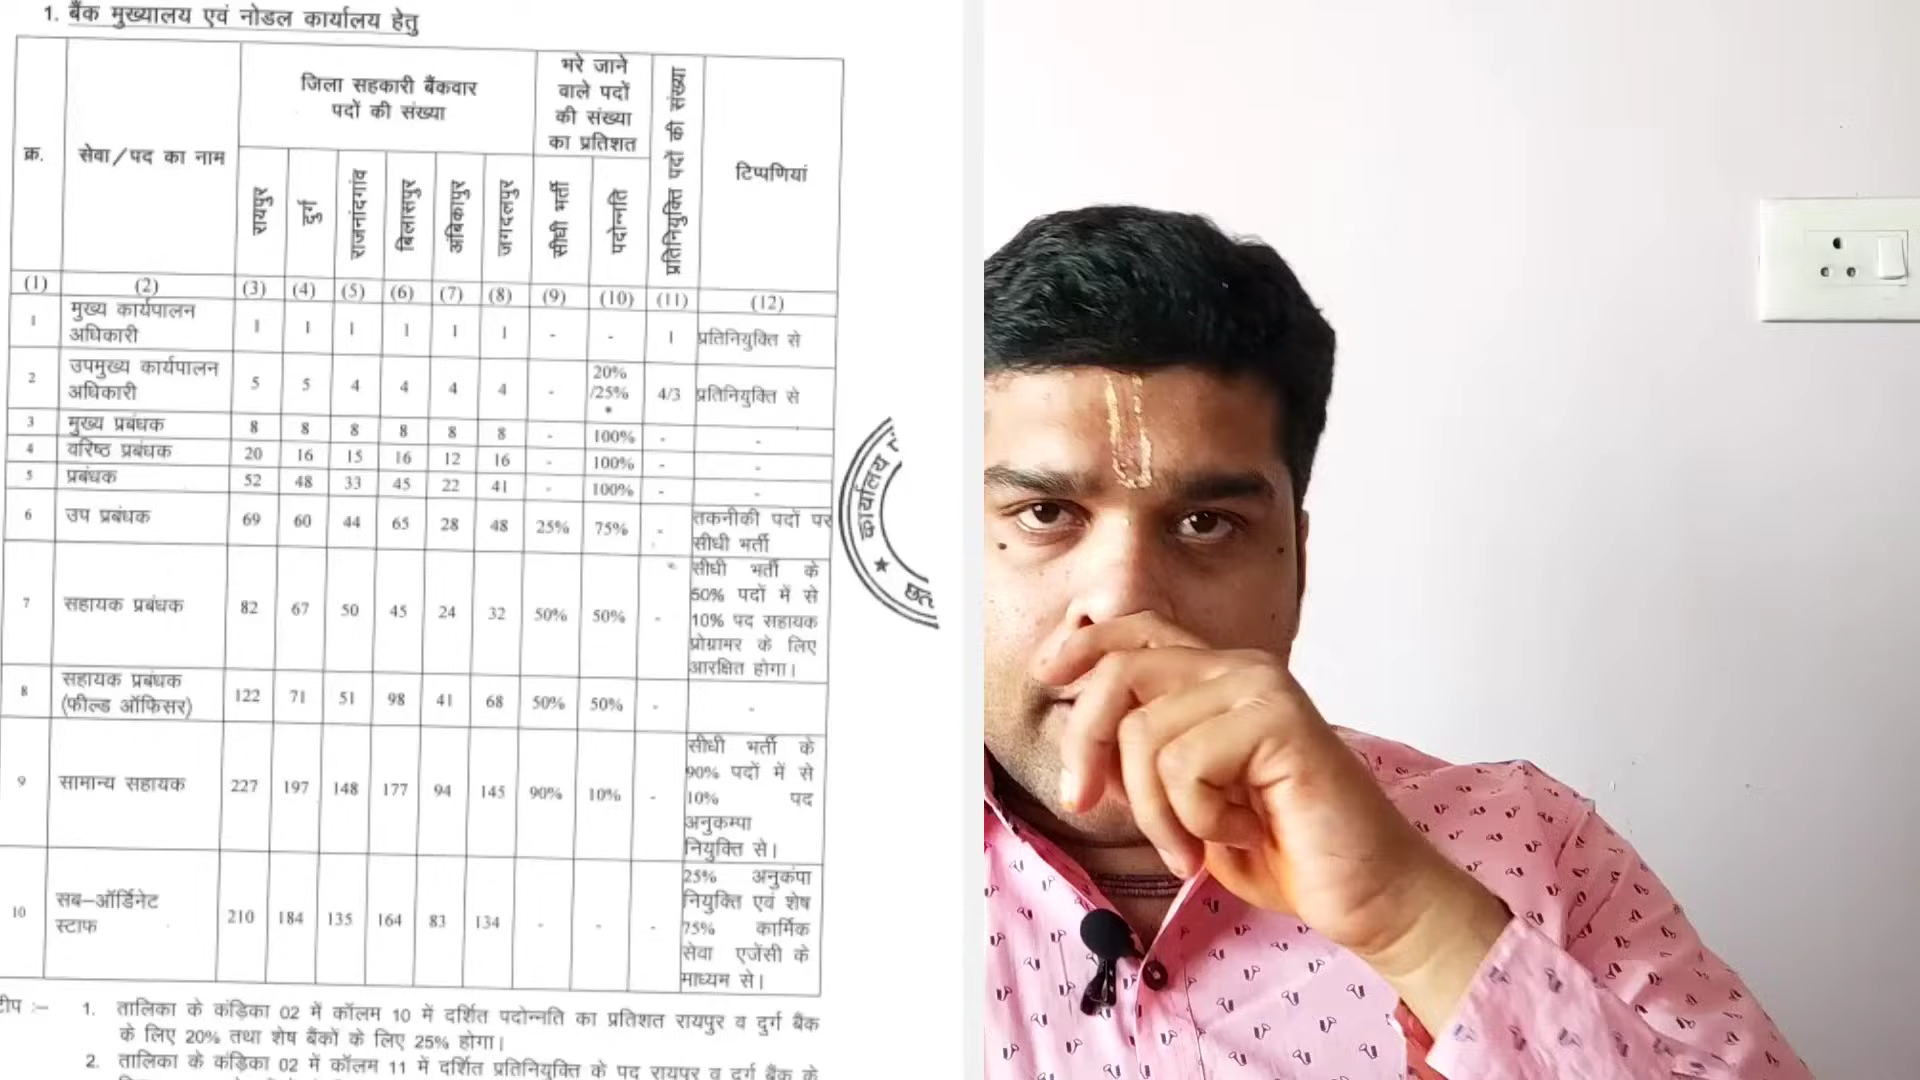 1. बैंक मुख्यालय एवं नोडल कार्यालय हेतु
क्र.
सेवा/पद का नाम
जिला सहकारी बैंकवार
पदों की संख्या
भरे जाने
वाले पदों
की संख्या
का प्रतिशत
प्रतिनियुक्ति पदों की संख्या
टिप्पणियां
रायपुर
दुर्ग
राजनांदगांव
बिलासपुर
अंबिकापुर
जगदलपुर
सीधी भर्ती
पदोन्नति
(1) (2) (3) (4) (5) (6) (7) (8) (9) (10) (11) (12)
1 मुख्य कार्यपालन अधिकारी 1 1 1 1 1 1 - - 1 प्रतिनियुक्ति से
2 उपमुख्य कार्यपालन अधिकारी 5 5 4 4 4 4 - 20% /25% * 4/3 प्रतिनियुक्ति से
3 मुख्य प्रबंधक 8 8 8 8 8 8 - 100% - -
4 वरिष्ठ प्रबंधक 20 16 15 16 12 16 - 100% - -
5 प्रबंधक 52 48 33 45 22 41 - 100% - -
6 उप प्रबंधक 69 60 44 65 28 48 25% 75% - तकनीकी पदों पर
सीधी भर्ती
7 सहायक प्रबंधक 82 67 50 45 24 32 50% 50% - सीधी भर्ती के
50% पदों में से
10% पद सहायक
प्रोग्रामर के लिए
आरक्षित होगा।
8 सहायक प्रबंधक (फील्ड ऑफिसर) 122 71 51 98 41 68 50% 50% - -
9 सामान्य सहायक 227 197 148 177 94 145 90% 10% - सीधी भर्ती के
90% पदों में से
10% पद
अनुकम्पा
नियुक्ति से।
10 सब-ऑर्डिनेट स्टाफ 210 184 135 164 83 134 - - - 25% अनुकंपा
नियुक्ति एवं शेष
75% कार्मिक
सेवा एजेंसी के
माध्यम से।
टीप :- 1. तालिका के कंड़िका 02 में कॉलम 10 में दर्शित पदोन्नति का प्रतिशत रायपुर व दुर्ग बैंक
के लिए 20% तथा शेष बैंकों के लिए 25% होगा।
2. तालिका के कंड़िका 02 में कॉलम 11 में दर्शित प्रतिनियुक्ति के पद रायपुर व दुर्ग बैंक के
कार्यालय